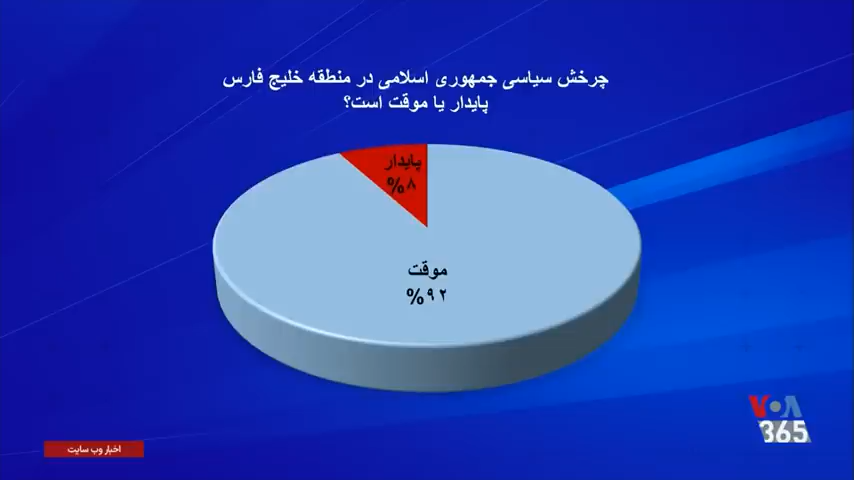 چرخش سیاسی جمهوری اسلامی در منطقه خلیج فارس
پایدار یا موقت است؟
پایدار
%۸
موقت
%۹۲
VOA
365
اخبار وب سایت